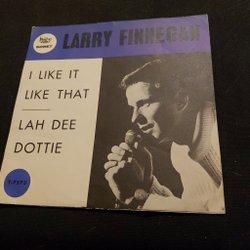 LARRY FINNEGAN
I LIKE IT
LIKE THAT
LAH DEE
DOTTIE